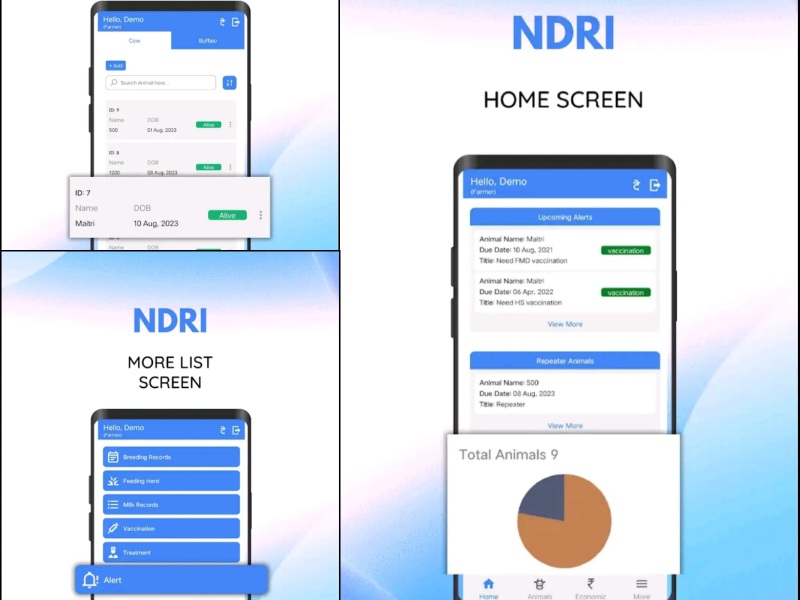 Hello, Demo
(Farmer)
Cow
Buffalo
+ Add
Search Animal here...
ID: 9
Name
DOB
500
01 Aug, 2023
Alive
ID: 8
Name
DOB
1200
08 Aug, 2023
Alive
ID: 7
Name
DOB
Maitri
10 Aug, 2023
Alive
Name
DOB
NDRI
MORE LIST
SCREEN
Hello, Demo
(Farmer)
Breeding Records
Feeding Herd
Milk Records
Vaccination
Treatment
Alert
NDRI
HOME SCREEN
Hello, Demo
(Farmer)
Upcoming Alerts
Animal Name: Maitri
Due Date: 10 Aug, 2021
Title: Need FMD vaccination
vaccination
Animal Name: Maitri
Due Date: 06 Apr, 2022
Title: Need HS vaccination
vaccination
View More
Repeater Animals
Animal Name: 500
Due Date: 08 Aug, 2023
Title: Repeater
View More
Total Animals 9
Home
Animals
Economic
More